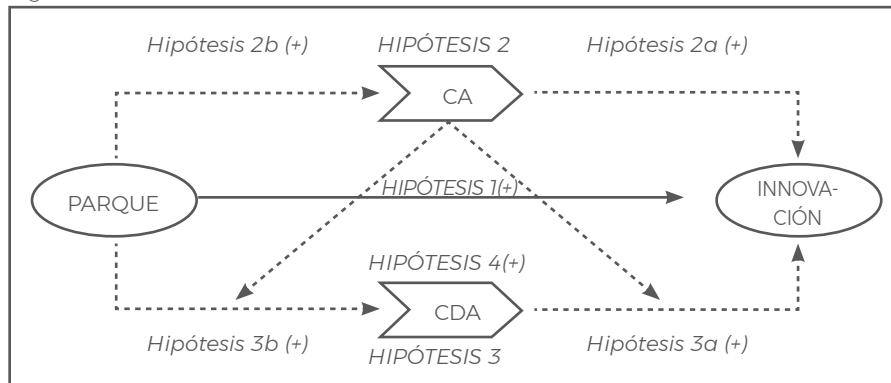 Hipótesis 2b (+)
HIPÓTESIS 2
Hipótesis 2a (+)
CA
PARQUE
HIPÓTESIS 1(+)
INNOVA-
CIÓN
HIPÓTESIS 4(+)
CDA
Hipótesis 3b (+)
HIPÓTESIS 3
Hipótesis 3a (+)